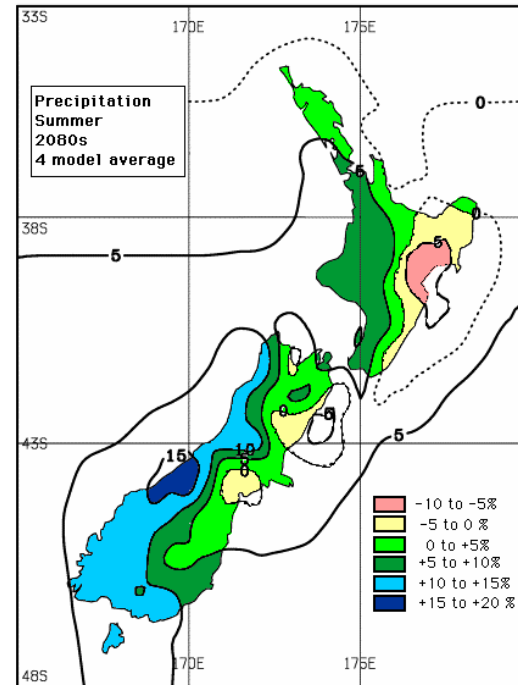 33S
170E
175E
Precipitation
Summer
2080s
4 model average
0
5
0
38S
5
5
0
5
43S
15
10
5
0
5
-10 to -5%
-5 to 0 %
0 to +5%
+5 to +10%
+10 to +15%
+15 to +20 %
170E
175E
48S